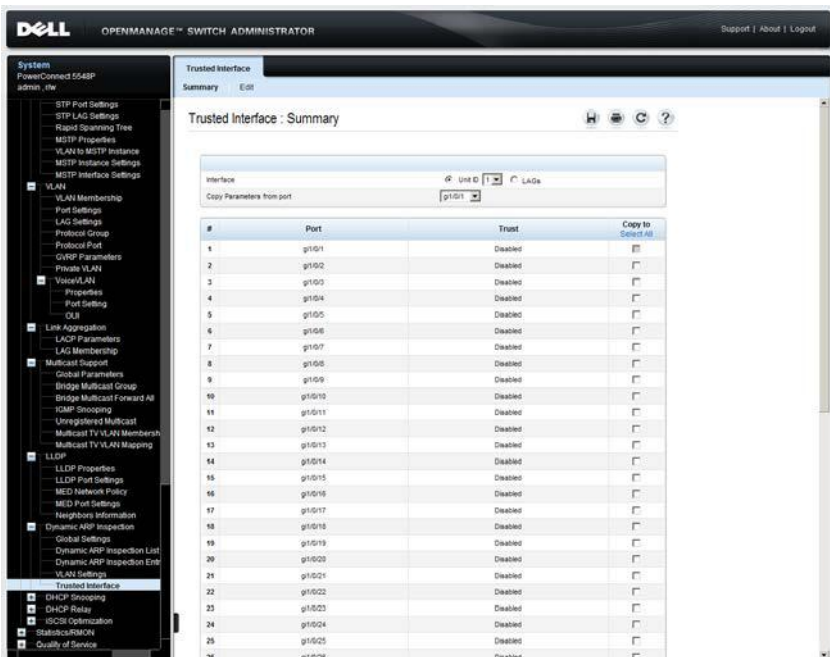 DELL OPENMANAGE™ SWITCH ADMINISTRATOR
Support | About | Logout
System
PowerConnect 5548P
admin , r/w
STP Port Settings
STP LAG Settings
Rapid Spanning Tree
MSTP Properties
VLAN to MSTP Instance
MSTP Instance Settings
MSTP Interface Settings
VLAN
VLAN Membership
Port Settings
LAG Settings
Protocol Group
Protocol Port
GVRP Parameters
Private VLAN
VoiceVLAN
Properties
Port Setting
OUI
Link Aggregation
LACP Parameters
LAG Membership
Multicast Support
Global Parameters
Bridge Multicast Group
Bridge Multicast Forward All
IGMP Snooping
Unregistered Multicast
Multicast TV VLAN Membersh
Multicast TV VLAN Mapping
LLDP
LLDP Properties
LLDP Port Settings
MED Network Policy
MED Port Settings
Neighbors Information
Dynamic ARP Inspection
Global Settings
Dynamic ARP Inspection List
Dynamic ARP Inspection Entr
VLAN Settings
Trusted Interface
DHCP Snooping
DHCP Relay
iSCSI Optimization
Statistics/RMON
Quality of Service
Trusted Interface
Summary Edit
Trusted Interface : Summary
Interface Unit ID 1 LAGs
Copy Parameters from port gi1/0/1
# Port Trust Copy to
Select All
1 gi1/0/1 Disabled
2 gi1/0/2 Disabled
3 gi1/0/3 Disabled
4 gi1/0/4 Disabled
5 gi1/0/5 Disabled
6 gi1/0/6 Disabled
7 gi1/0/7 Disabled
8 gi1/0/8 Disabled
9 gi1/0/9 Disabled
10 gi1/0/10 Disabled
11 gi1/0/11 Disabled
12 gi1/0/12 Disabled
13 gi1/0/13 Disabled
14 gi1/0/14 Disabled
15 gi1/0/15 Disabled
16 gi1/0/16 Disabled
17 gi1/0/17 Disabled
18 gi1/0/18 Disabled
19 gi1/0/19 Disabled
20 gi1/0/20 Disabled
21 gi1/0/21 Disabled
22 gi1/0/22 Disabled
23 gi1/0/23 Disabled
24 gi1/0/24 Disabled
25 gi1/0/25 Disabled